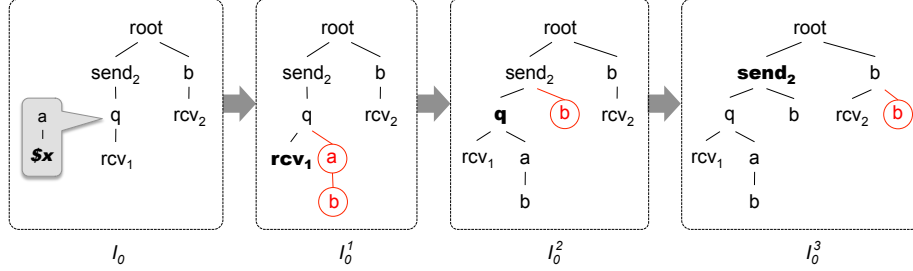 root
send₂ b
a q rcv₂
$x rcv₁
I₀
root
send₂ b
q rcv₂
rcv₁ a
b
I₀¹
root
send₂ b
q b rcv₂
rcv₁ a
b
I₀²
root
send₂ b
q b rcv₂ b
rcv₁ a
b
I₀³